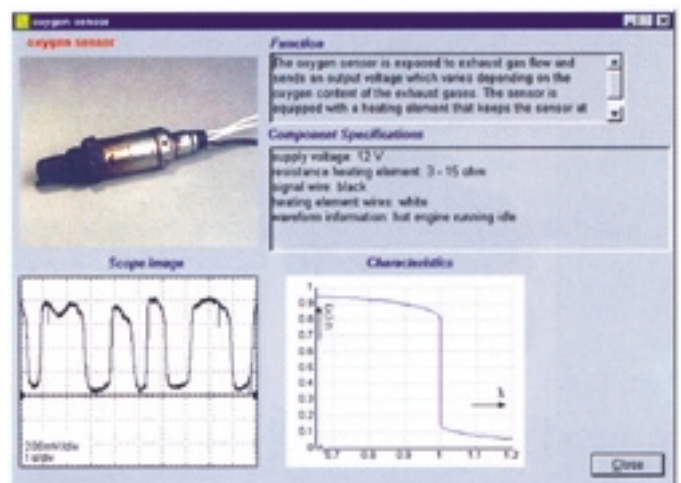 oxygen sensor
oxygen sensor
Function
The oxygen sensor is exposed to exhaust gas flow and
sends an output voltage which varies depending on the
oxygen content of the exhaust gases. The sensor is
equipped with a heating element that keeps the sensor at
Component Specifications
supply voltage: 12 V
resistance heating element: 3 - 15 ohm
signal wire: black
heating element wires: white
waveform information: hot engine running idle
Scope image
Characteristics
200mV/div
1 s/div
1
0.9
0.8
0.7
0.6
0.5
0.4
0.3
0.2
0.1
0
U (V)
λ
0.7
0.8
0.9
1
1.1
1.2
Close